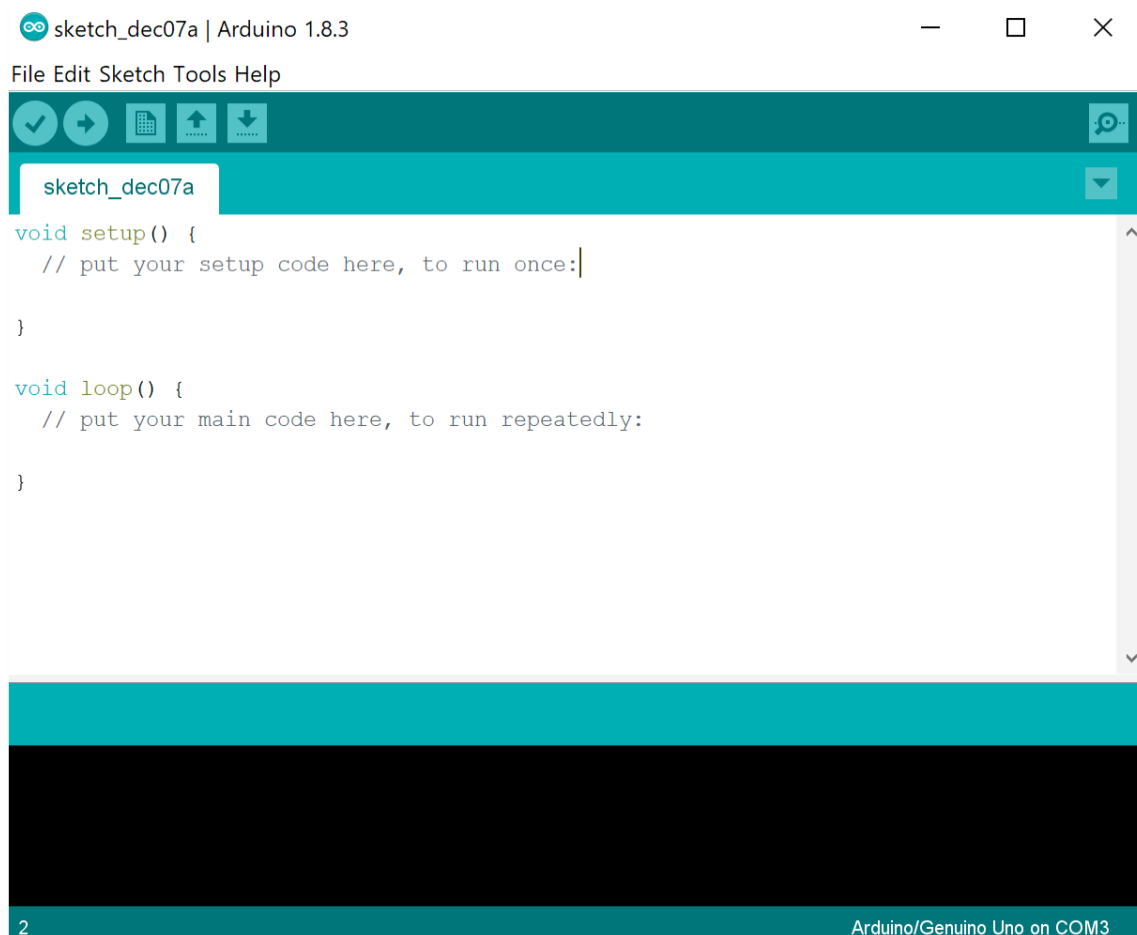 sketch_dec07a | Arduino 1.8.3
File Edit Sketch Tools Help
sketch_dec07a
void setup() {
  // put your setup code here, to run once:
}
void loop() {
  // put your main code here, to run repeatedly:
}
2 Arduino/Genuino Uno on COM3